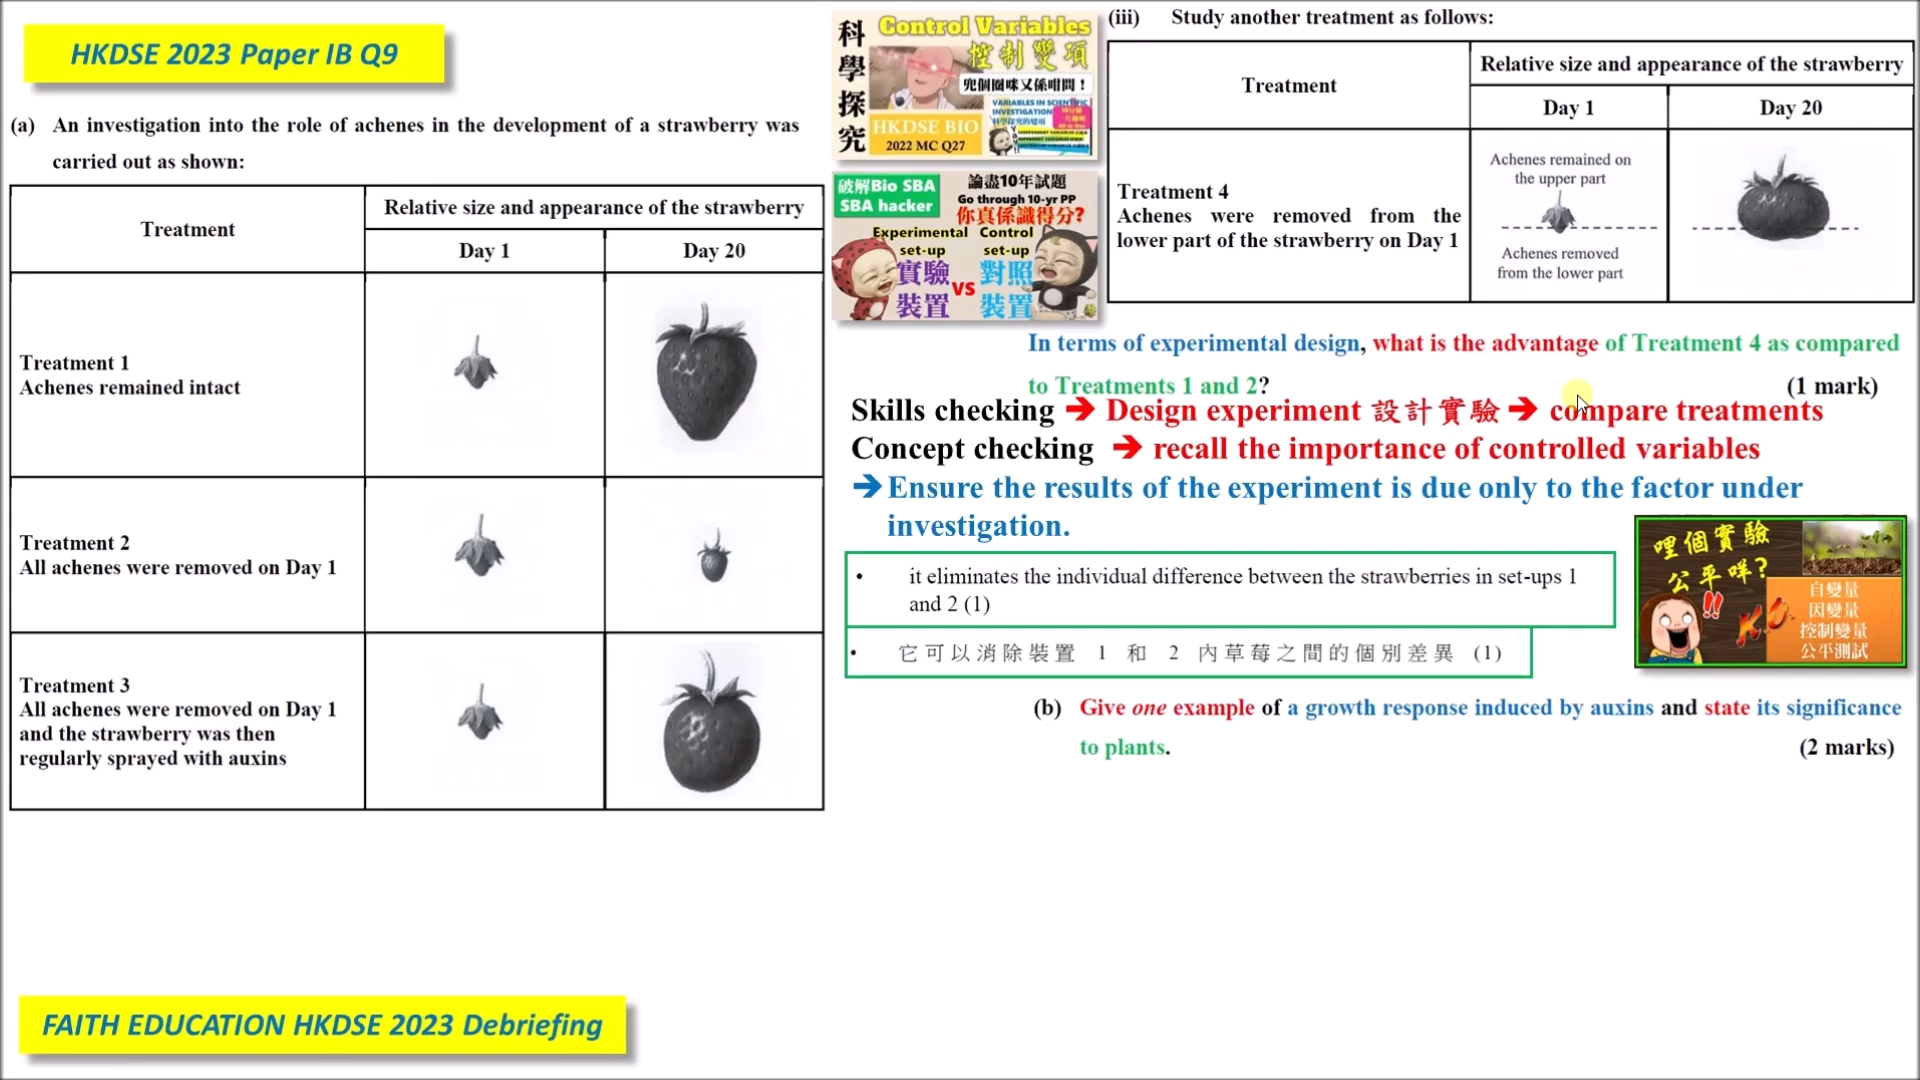 HKDSE 2023 Paper IB Q9
(a) An investigation into the role of achenes in the development of a strawberry was
carried out as shown:
Treatment
Relative size and appearance of the strawberry
Day 1
Day 20
Treatment 1
Achenes remained intact
Treatment 2
All achenes were removed on Day 1
Treatment 3
All achenes were removed on Day 1
and the strawberry was then
regularly sprayed with auxins
FAITH EDUCATION HKDSE 2023 Debriefing
科學探究
Control Variables
控制變項
兜個圈咪又係咁問！
VARIABLES IN SCIENTIFIC
INVESTIGATION
HKDSE BIO
2022 MC Q27
破解Bio SBA
SBA hacker
論盡10年試題
Go through 10-yr PP
你真係識得分?
Experimental
set-up
實驗
裝置
vs
Control
set-up
對照
裝置
(iii) Study another treatment as follows:
Treatment
Relative size and appearance of the strawberry
Day 1
Day 20
Treatment 4
Achenes were removed from the
lower part of the strawberry on Day 1
Achenes remained on
the upper part
Achenes removed
from the lower part
In terms of experimental design, what is the advantage of Treatment 4 as compared
to Treatments 1 and 2? (1 mark)
Skills checking ➔ Design experiment 設計實驗 ➔ compare treatments
Concept checking ➔ recall the importance of controlled variables
➔ Ensure the results of the experiment is due only to the factor under
investigation.
• it eliminates the individual difference between the strawberries in set-ups 1
and 2 (1)
• 它可以消除裝置 1 和 2 內草莓之間的個別差異 (1)
哩個實驗
公平咩?
!!
K.O.
自變量
因變量
控制變量
公平測試
(b) Give one example of a growth response induced by auxins and state its significance
to plants. (2 marks)